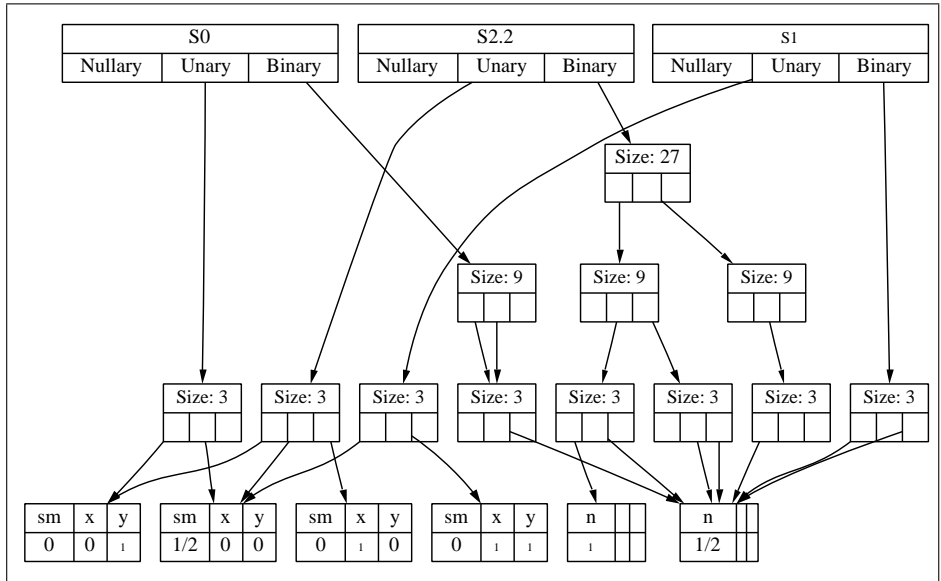 S0 S2.2 S1
Nullary Unary Binary Nullary Unary Binary Nullary Unary Binary
Size: 27
Size: 9 Size: 9 Size: 9
Size: 3 Size: 3 Size: 3 Size: 3 Size: 3 Size: 3 Size: 3 Size: 3
sm x y sm x y sm x y sm x y n n
0 0 1 1/2 0 0 0 1 0 0 1 1 1 1/2